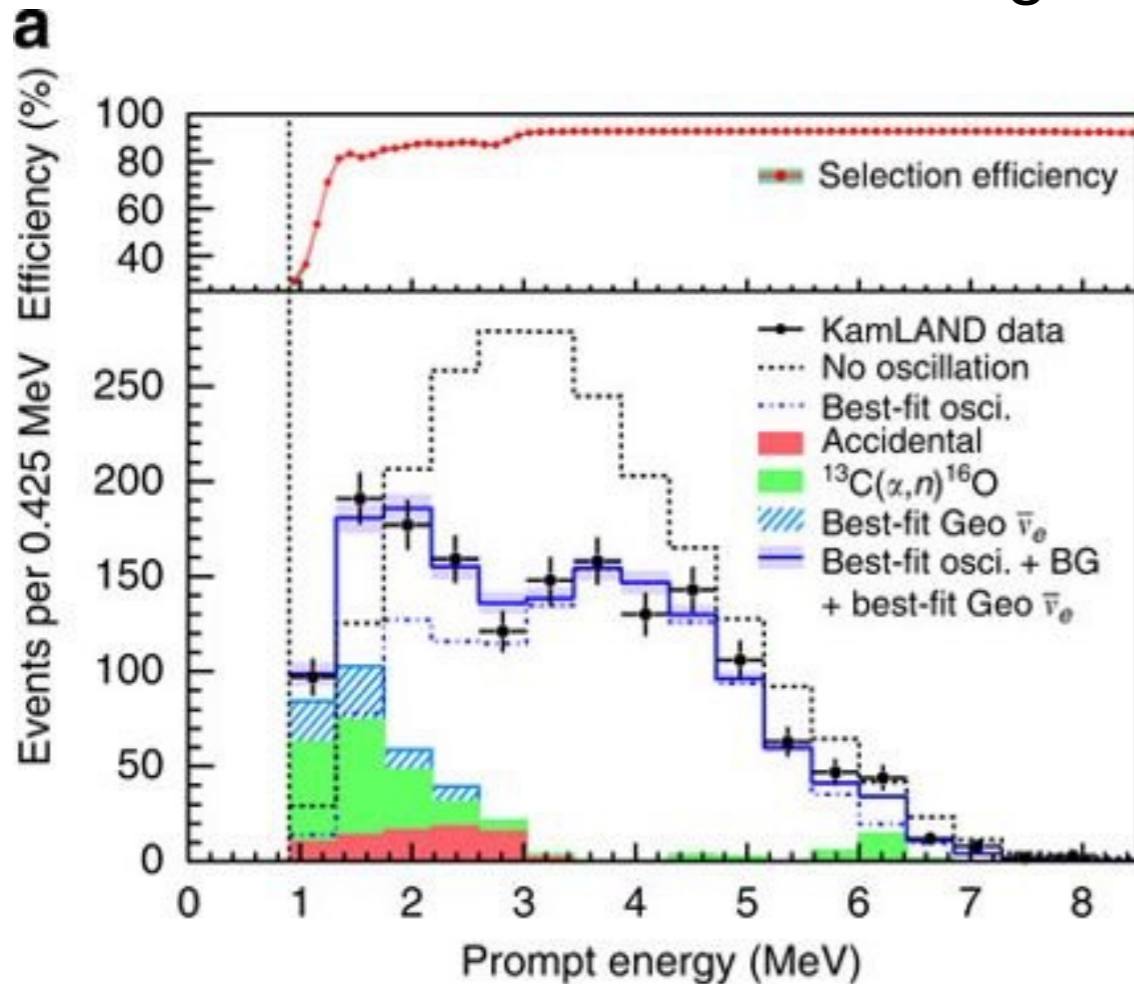 a
Efficiency (%)
100
80
60
40
Selection efficiency
Events per 0.425 MeV
250
200
150
100
50
0
KamLAND data
No oscillation
Best-fit osci.
Accidental
¹³C(α,n)¹⁶O
Best-fit Geo ν̅ₑ
Best-fit osci. + BG
+ best-fit Geo ν̅ₑ
0 1 2 3 4 5 6 7 8
Prompt energy (MeV)